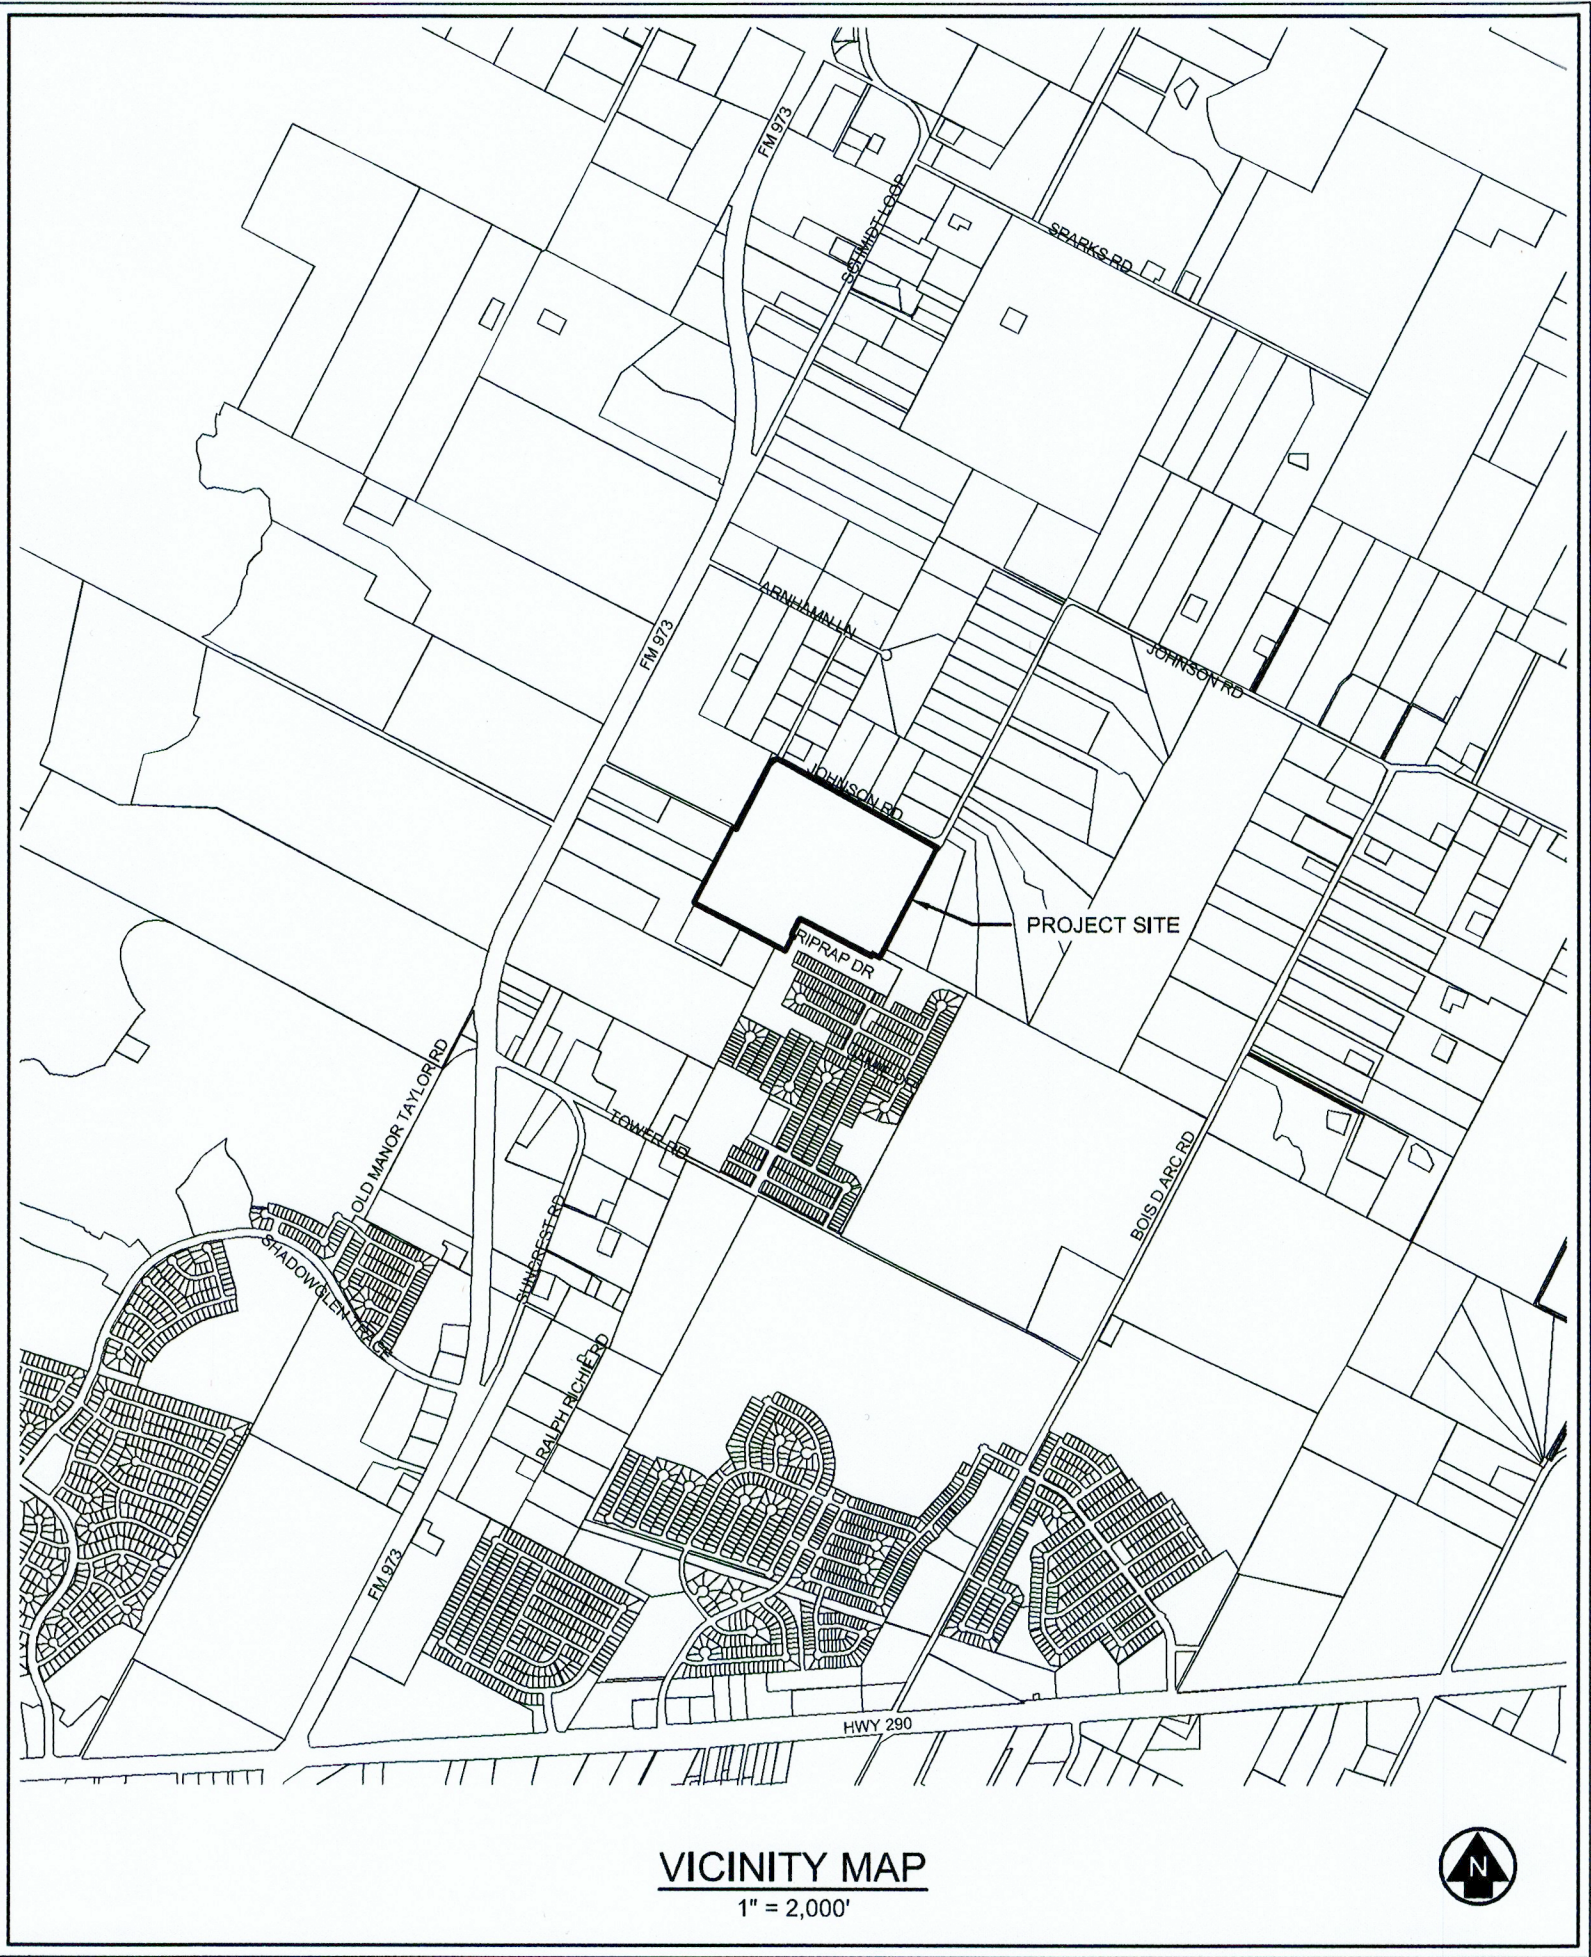 FM 973
SCHMIDT LOOP
SPARKS RD
ARNHAMN LN
FM 973
JOHNSON RD
JOHNSON RD
PROJECT SITE
RIPRAP DR
OLD MANOR TAYLOR RD
TOWER RD
BOIS D ARC RD
SUNCREST RD
SHADOWGLEN TRACE
RALPH RICHIE RD
FM 973
HWY 290
VICINITY MAP
1" = 2,000'
N